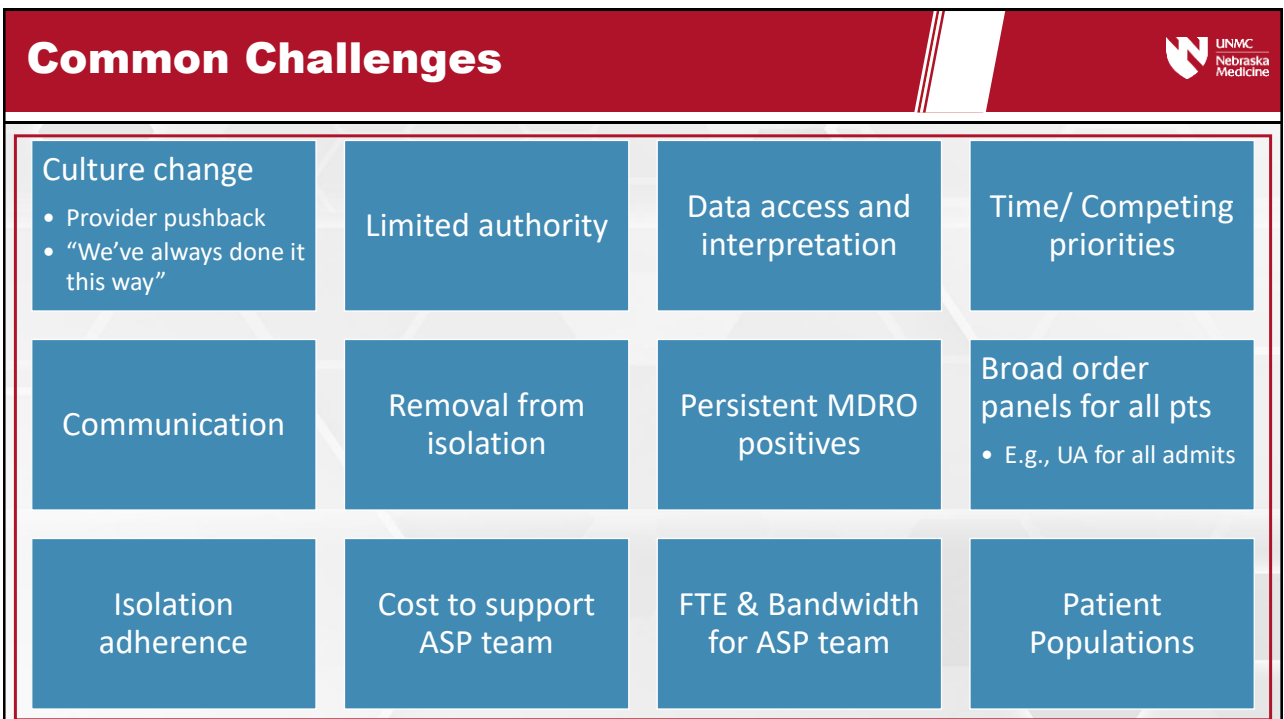 Common Challenges
UNMC
Nebraska
Medicine
Culture change
• Provider pushback
• “We’ve always done it
this way”
Limited authority
Data access and
interpretation
Time/ Competing
priorities
Communication
Removal from
isolation
Persistent MDRO
positives
Broad order
panels for all pts
• E.g., UA for all admits
Isolation
adherence
Cost to support
ASP team
FTE & Bandwidth
for ASP team
Patient
Populations